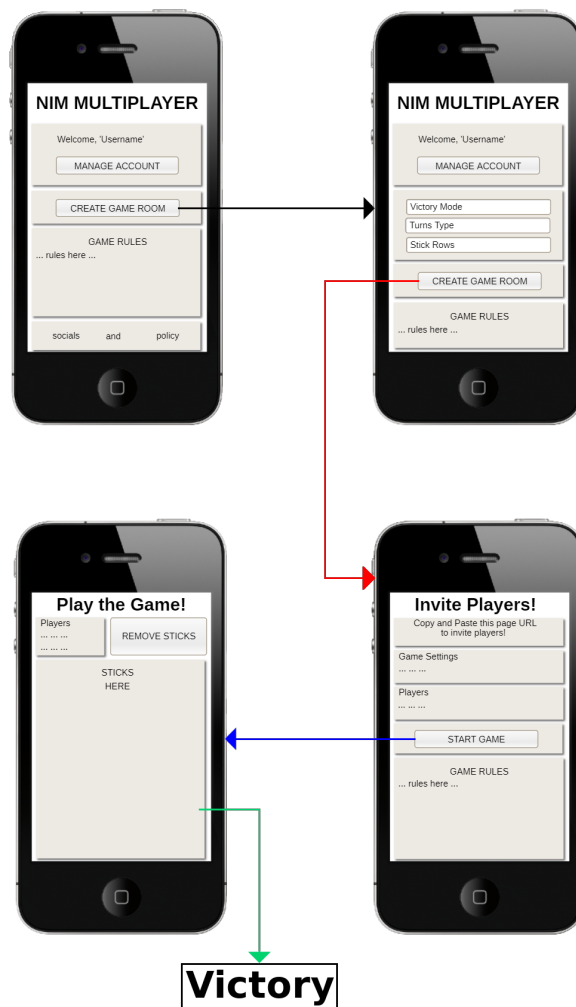 NIM MULTIPLAYER
Welcome, 'Username'
MANAGE ACCOUNT
CREATE GAME ROOM
GAME RULES
... rules here ...
socials and policy
NIM MULTIPLAYER
Welcome, 'Username'
MANAGE ACCOUNT
Victory Mode
Turns Type
Stick Rows
CREATE GAME ROOM
GAME RULES
... rules here ...
Invite Players!
Copy and Paste this page URL
to invite players!
Game Settings
... ... ...
Players
... ... ...
START GAME
GAME RULES
... rules here ...
Play the Game!
Players
... ... ...
... ... ...
REMOVE STICKS
STICKS
HERE
Victory